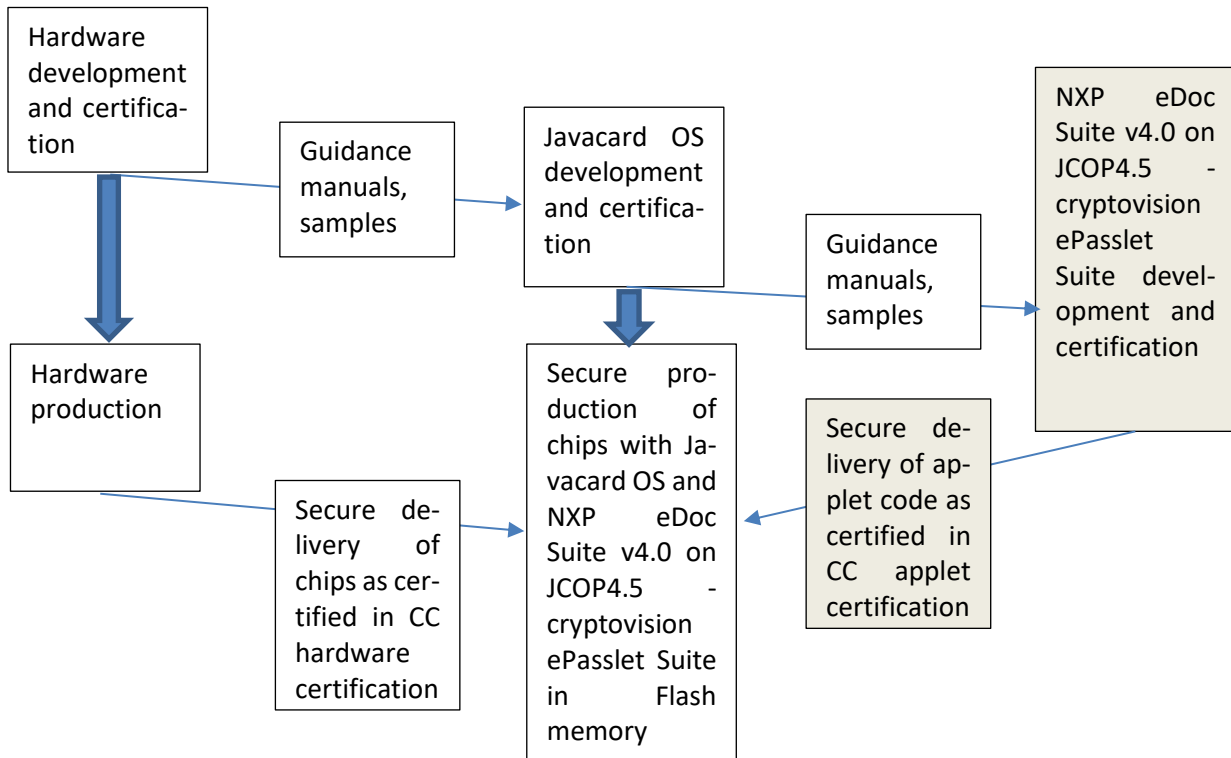 Hardware
development
and certifica-
tion
Guidance
manuals,
samples
Javacard OS
development
and certifica-
tion
Guidance
manuals,
samples
NXP eDoc
Suite v4.0 on
JCOP4.5 -
cryptovision
ePasslet
Suite devel-
opment and
certification
Hardware
production
Secure de-
livery of
chips as cer-
tified in CC
hardware
certification
Secure pro-
duction of
chips with Ja-
vacard OS and
NXP eDoc
Suite v4.0 on
JCOP4.5 -
cryptovision
ePasslet Suite
in Flash
memory
Secure de-
livery of ap-
plet code as
certified in
CC applet
certification